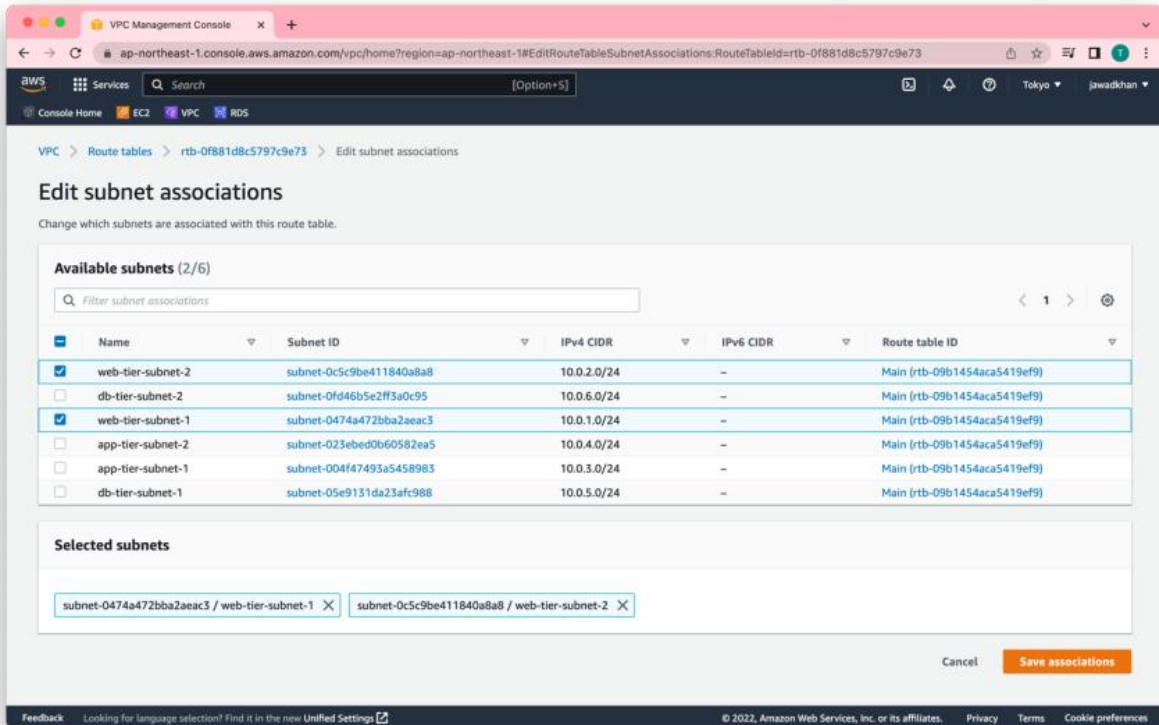 VPC Management Console
ap-northeast-1.console.aws.amazon.com/vpc/home?region=ap-northeast-1#EditRouteTableSubnetAssociations:RouteTableId=rtb-0f881d8c5797c9e73
T
aws Services Search [Option+S] Tokyo jawadkhan
Console Home EC2 VPC RDS
VPC > Route tables > rtb-0f881d8c5797c9e73 > Edit subnet associations
Edit subnet associations
Change which subnets are associated with this route table.
Available subnets (2/6)
Filter subnet associations 1
Name Subnet ID IPv4 CIDR IPv6 CIDR Route table ID
web-tier-subnet-2 subnet-0c5c9be411840a8a8 10.0.2.0/24 – Main (rtb-09b1454aca5419ef9)
db-tier-subnet-2 subnet-0fd46b5e2ff3a0c95 10.0.6.0/24 – Main (rtb-09b1454aca5419ef9)
web-tier-subnet-1 subnet-0474a472bba2aeac3 10.0.1.0/24 – Main (rtb-09b1454aca5419ef9)
app-tier-subnet-2 subnet-023ebed0b60582ea5 10.0.4.0/24 – Main (rtb-09b1454aca5419ef9)
app-tier-subnet-1 subnet-004f47493a5458983 10.0.3.0/24 – Main (rtb-09b1454aca5419ef9)
db-tier-subnet-1 subnet-05e9131da23afc988 10.0.5.0/24 – Main (rtb-09b1454aca5419ef9)
Selected subnets
subnet-0474a472bba2aeac3 / web-tier-subnet-1 subnet-0c5c9be411840a8a8 / web-tier-subnet-2
Cancel Save associations
Feedback Looking for language selection? Find it in the new Unified Settings © 2022, Amazon Web Services, Inc. or its affiliates. Privacy Terms Cookie preferences